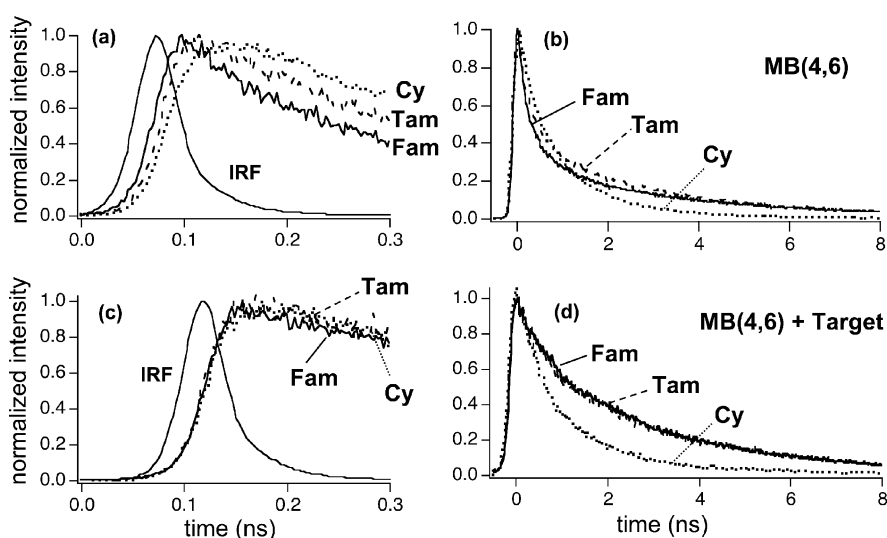 normalized intensity
(a)
1.0
0.8
0.6
0.4
0.2
0.0
0.0 0.1 0.2 0.3
IRF
Cy
Tam
Fam
(b)
MB(4,6)
1.0
0.8
0.6
0.4
0.2
0.0
0 2 4 6 8
Fam
Tam
Cy
normalized intensity
(c)
1.0
0.8
0.6
0.4
0.2
0.0
0.0 0.1 0.2 0.3
time (ns)
IRF
Tam
Fam
Cy
(d)
MB(4,6) + Target
1.0
0.8
0.6
0.4
0.2
0.0
0 2 4 6 8
time (ns)
Fam
Tam
Cy